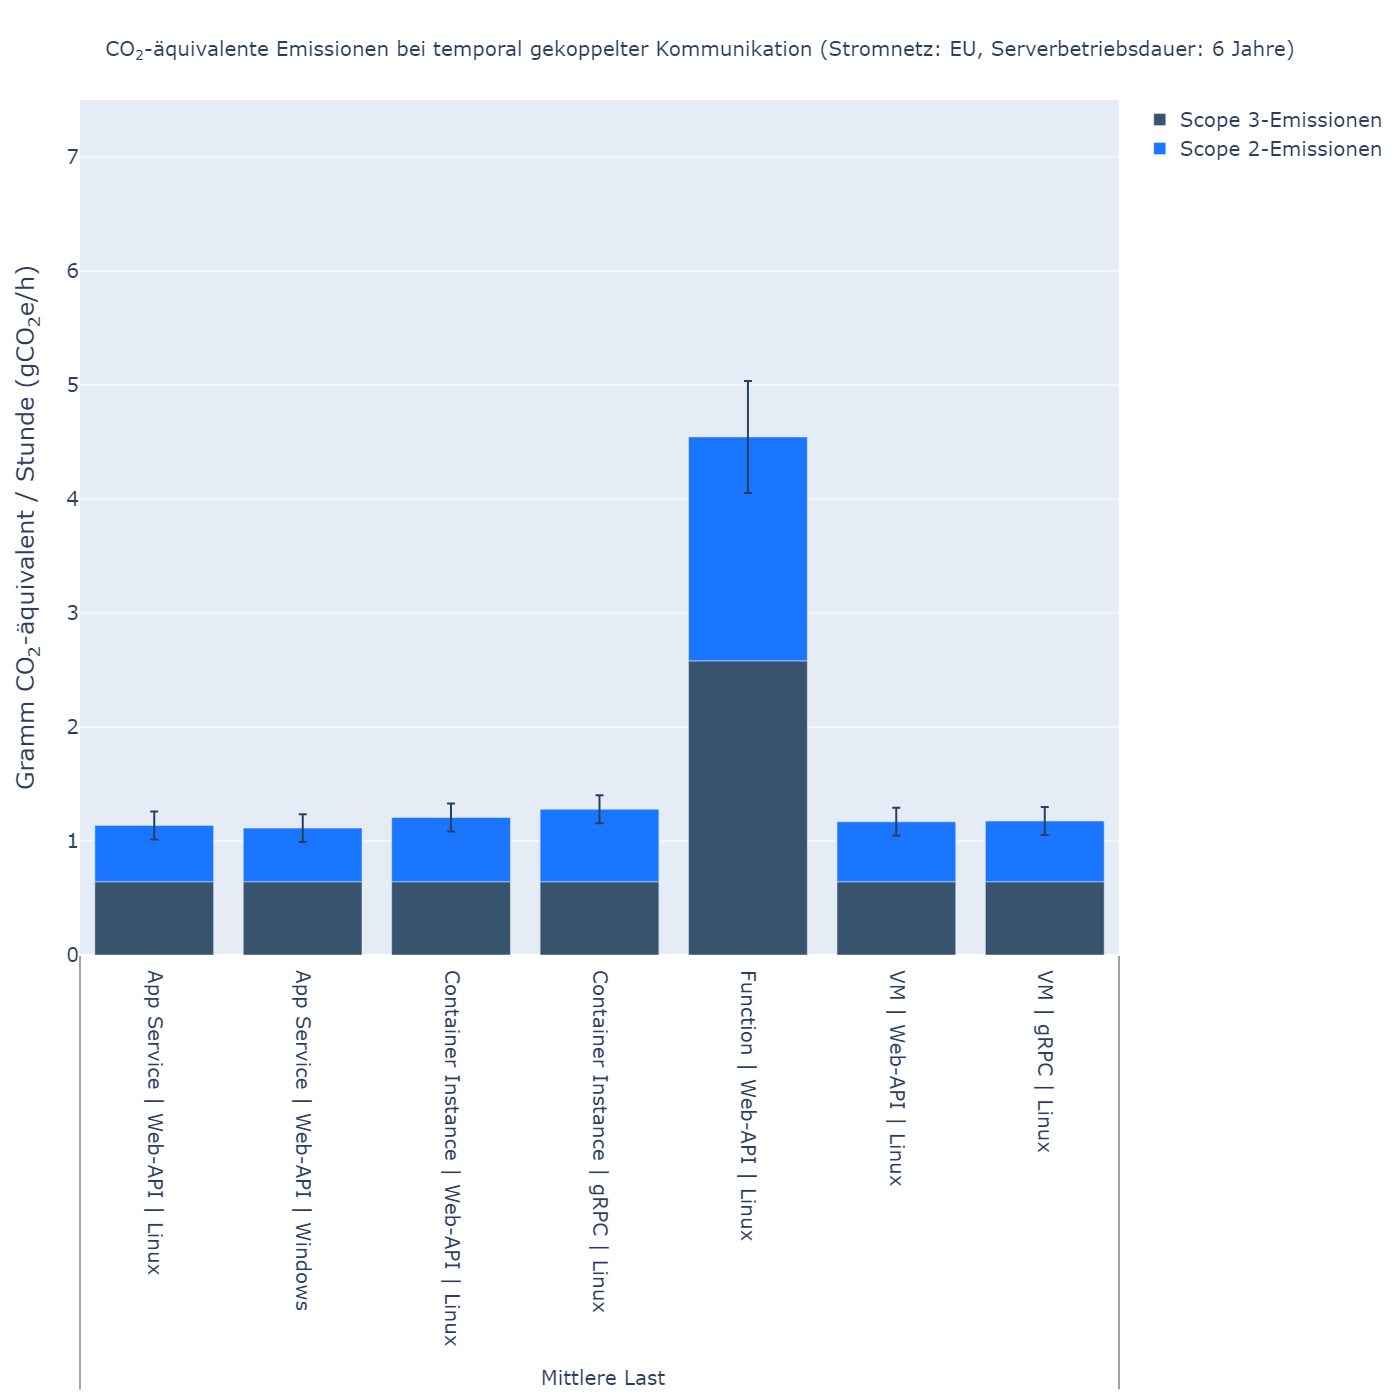 CO₂-äquivalente Emissionen bei temporal gekoppelter Kommunikation (Stromnetz: EU, Serverbetriebsdauer: 6 Jahre)
Scope 3-Emissionen
Scope 2-Emissionen
Gramm CO₂-äquivalent / Stunde (gCO₂e/h)
7
6
5
4
3
2
1
0
App Service | Web-API | Linux
App Service | Web-API | Windows
Container Instance | Web-API | Linux
Container Instance | gRPC | Linux
Function | Web-API | Linux
VM | Web-API | Linux
VM | gRPC | Linux
Mittlere Last